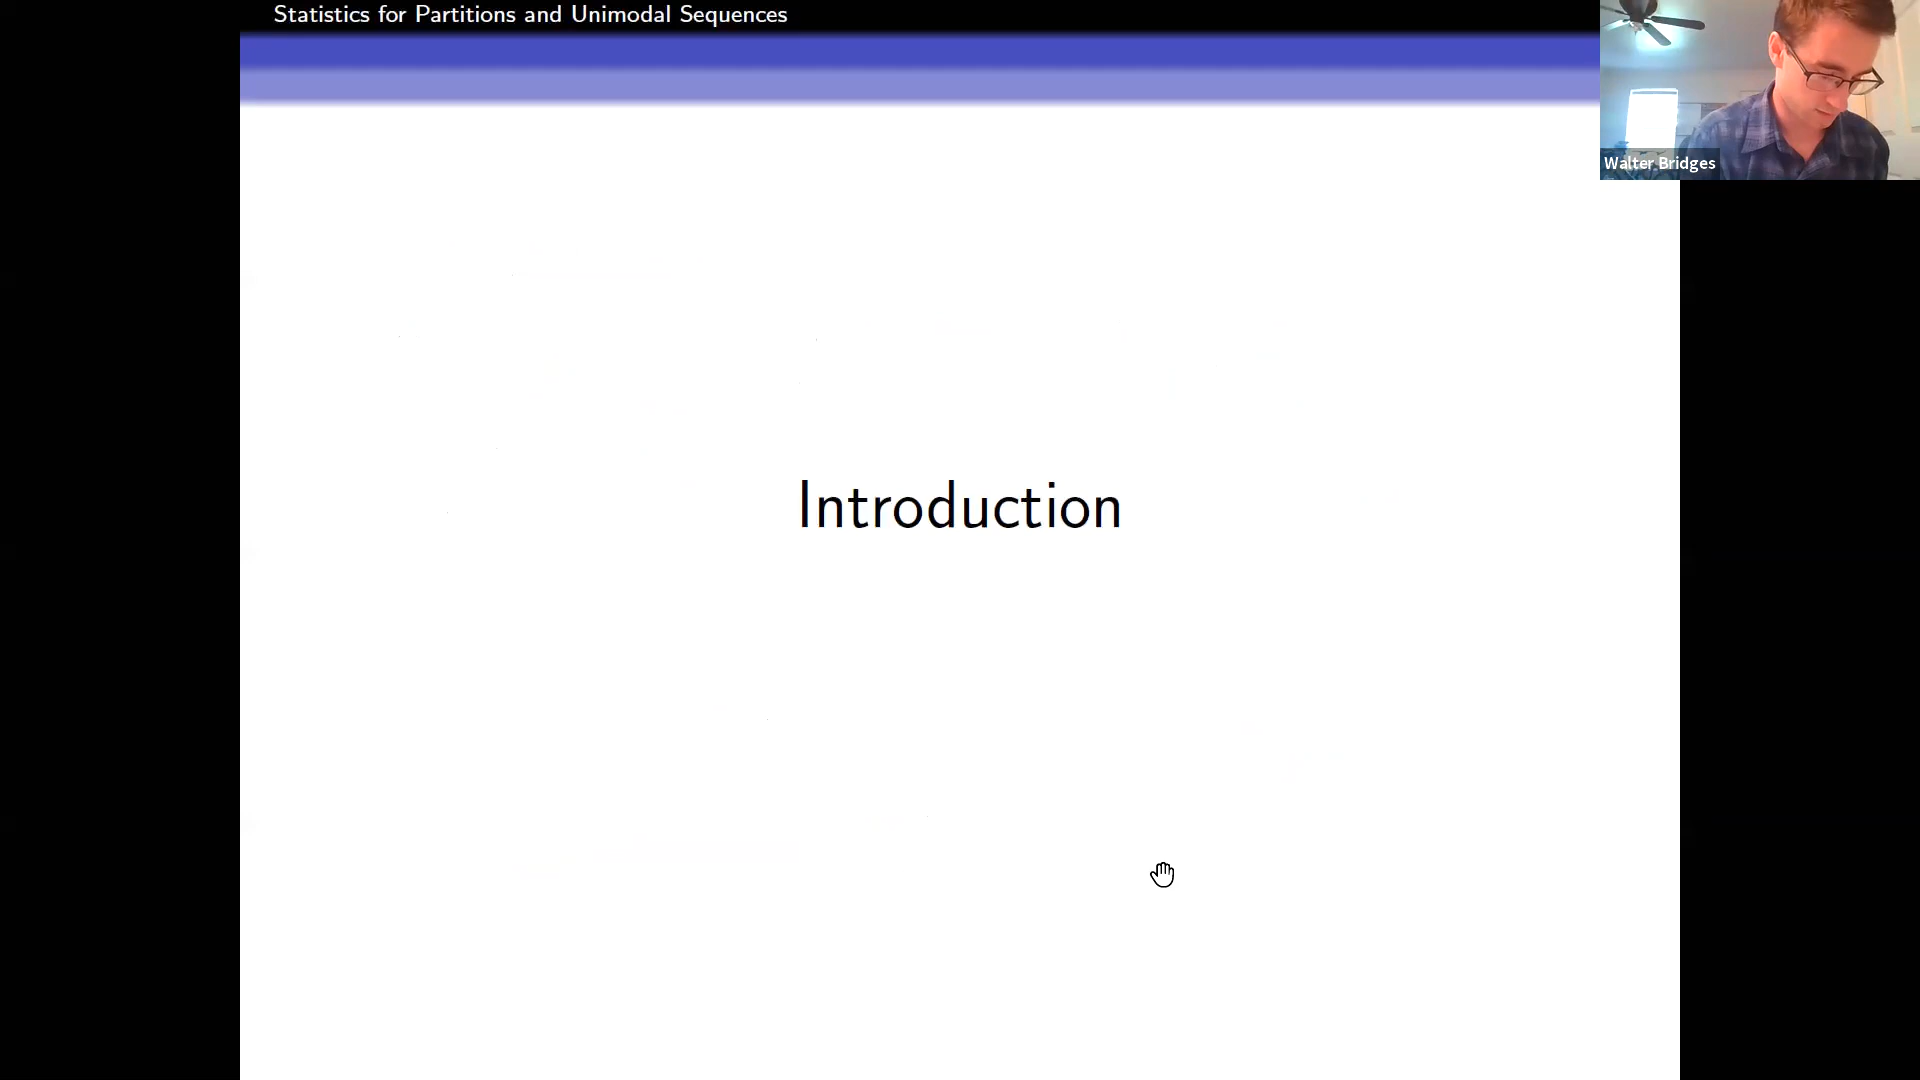 Statistics for Partitions and Unimodal Sequences
Walter Bridges
Introduction